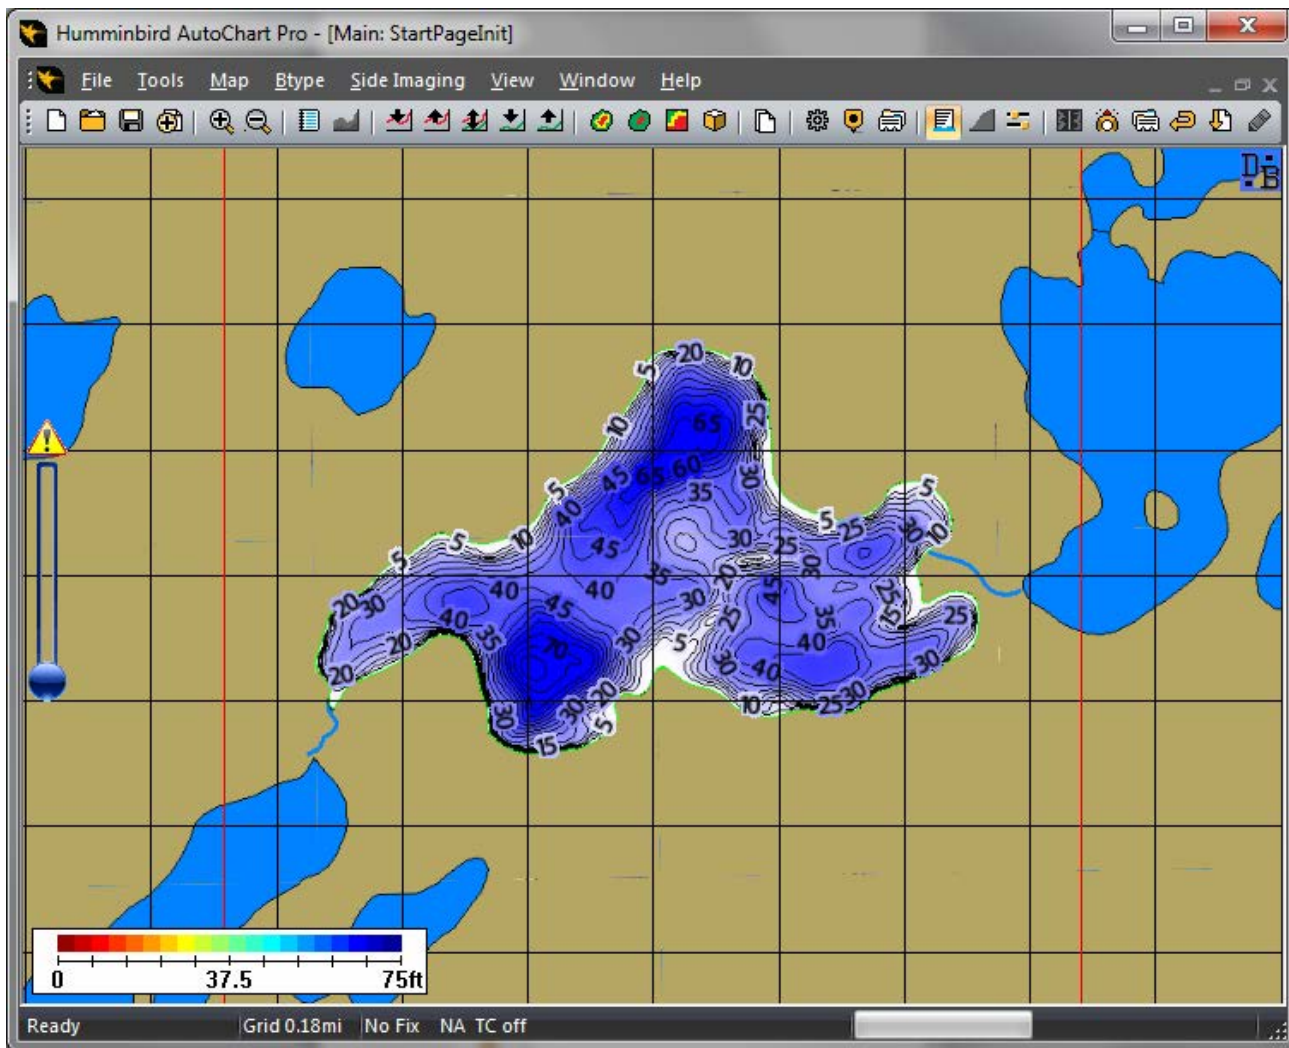 Humminbird AutoChart Pro - [Main: StartPageInit]
File Tools Map Btype Side Imaging View Window Help
D B
5 20 10
10 25
65
45 65 60 30
5 35 5
40 5 25 30 10
5 5 10 45 30 25
35 20 30
20 30 40 40 45 25
40 45 30 25 35 15 25
20 35 30 5 40
20 70 30 40 30
30 30 20 10 25 30
15 5
0 37.5 75ft
Ready Grid 0.18mi No Fix NA TC off